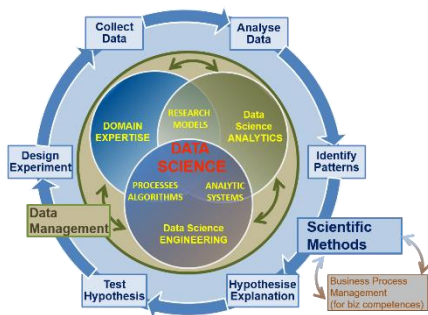 Collect
Data
Analyse
Data
RESEARCH
MODELS
DOMAIN
EXPERTISE
Data
Science
ANALYTICS
DATA
SCIENCE
Design
Experiment
Identify
Patterns
PROCESSES
ALGORITHMS
ANALYTIC
SYSTEMS
Data
Management
Data Science
ENGINEERING
Scientific
Methods
Test
Hypothesis
Hypothesise
Explanation
Business Process
Management
(for biz competences)